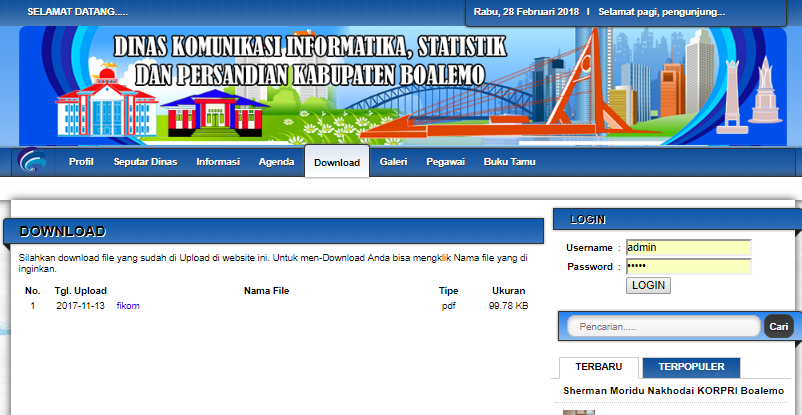 SELAMAT DATANG.....
Rabu, 28 Februari 2018 I Selamat pagi, pengunjung...
DINAS KOMUNIKASI INFORMATIKA, STATISTIK
DAN PERSANDIAN KABUPATEN BOALEMO
Profil Seputar Dinas Informasi Agenda Download Galeri Pegawai Buku Tamu
DOWNLOAD
Silahkan download file yang sudah di Upload di website ini. Untuk men-Download Anda bisa mengklik Nama file yang di
inginkan.
No. Tgl. Upload Nama File Tipe Ukuran
1 2017-11-13 fikom pdf 99.78 KB
LOGIN
Username : admin
Password : •••••
LOGIN
Pencarian..... Cari
TERBARU TERPOPULER
Sherman Moridu Nakhodai KORPRI Boalemo